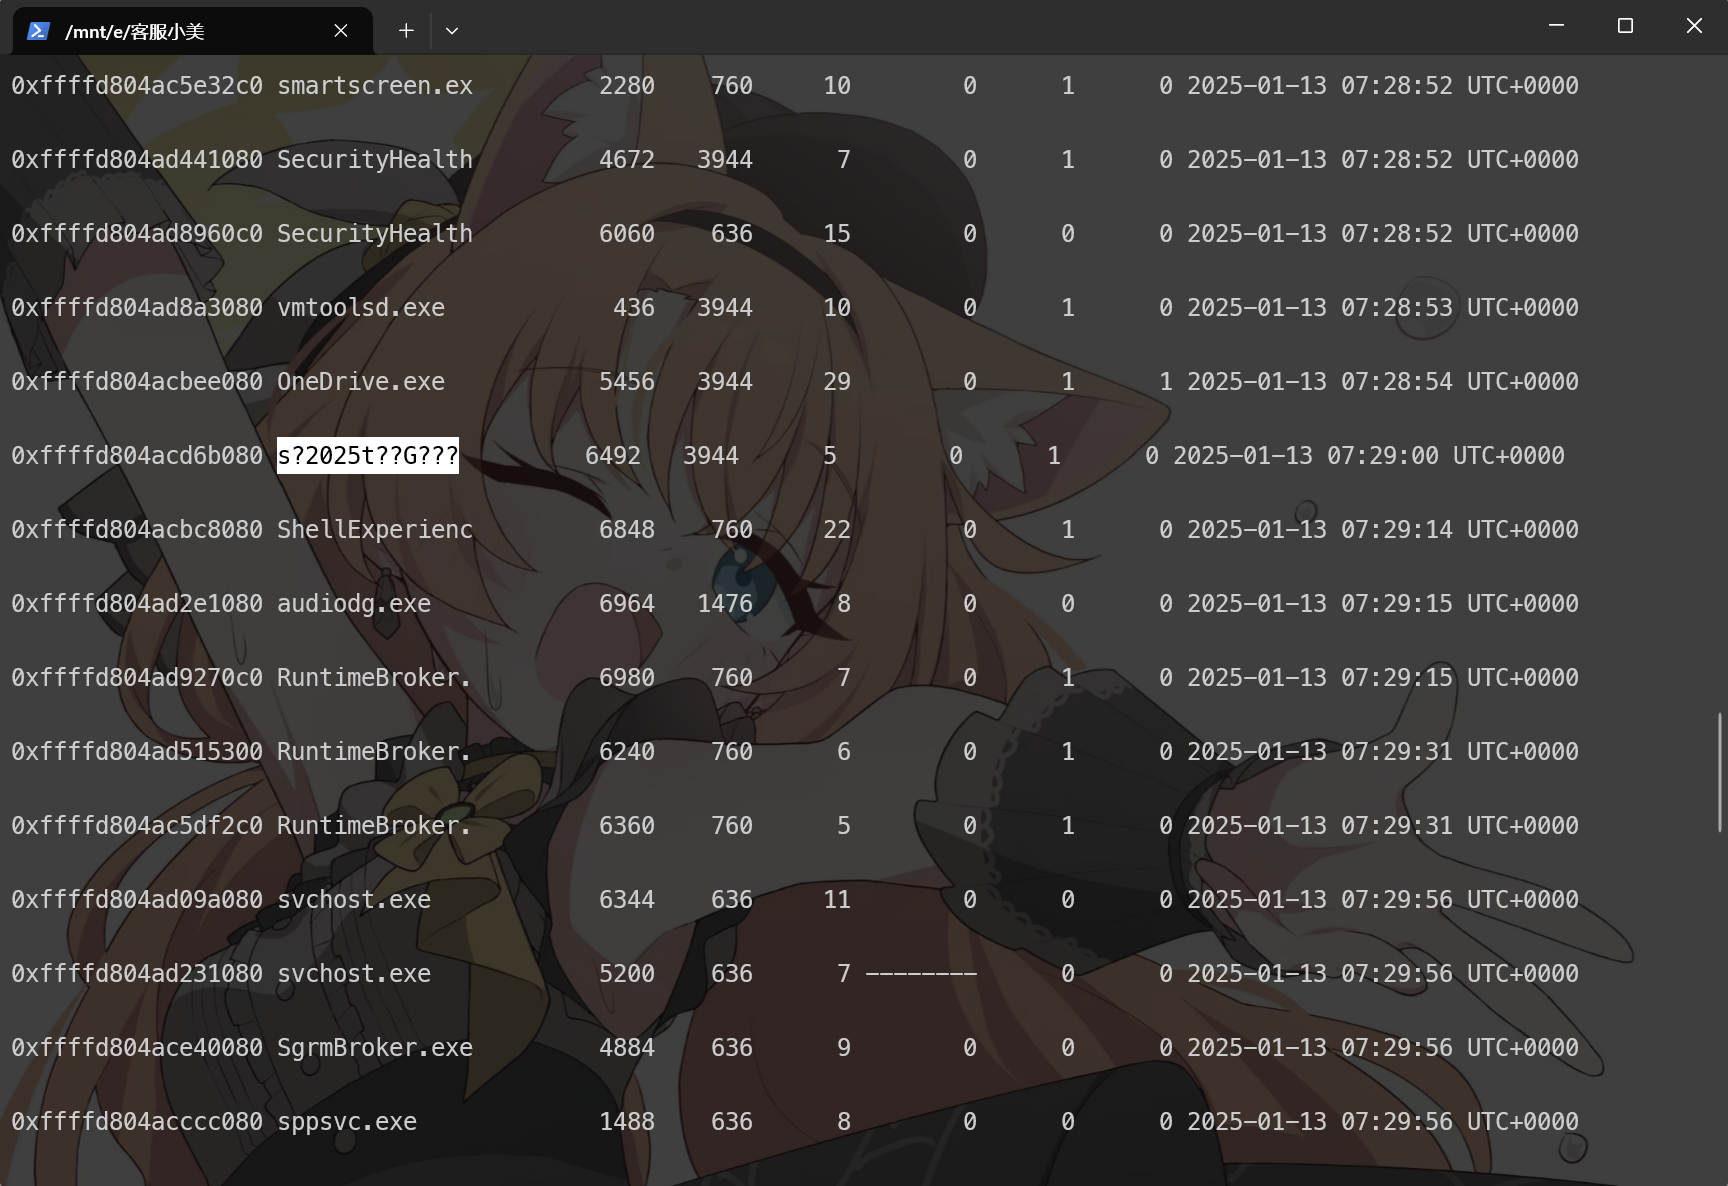 /mnt/e/客服小美
0xffffd804ac5e32c0 smartscreen.ex 2280 760 10 0 1 0 2025-01-13 07:28:52 UTC+0000
0xffffd804ad441080 SecurityHealth 4672 3944 7 0 1 0 2025-01-13 07:28:52 UTC+0000
0xffffd804ad8960c0 SecurityHealth 6060 636 15 0 0 0 2025-01-13 07:28:52 UTC+0000
0xffffd804ad8a3080 vmtoolsd.exe 436 3944 10 0 1 0 2025-01-13 07:28:53 UTC+0000
0xffffd804acbee080 OneDrive.exe 5456 3944 29 0 1 1 2025-01-13 07:28:54 UTC+0000
0xffffd804acd6b080 s?2025t??G??? 6492 3944 5 0 1 0 2025-01-13 07:29:00 UTC+0000
0xffffd804acbc8080 ShellExperienc 6848 760 22 0 1 0 2025-01-13 07:29:14 UTC+0000
0xffffd804ad2e1080 audiodg.exe 6964 1476 8 0 0 0 2025-01-13 07:29:15 UTC+0000
0xffffd804ad9270c0 RuntimeBroker. 6980 760 7 0 1 0 2025-01-13 07:29:15 UTC+0000
0xffffd804ad515300 RuntimeBroker. 6240 760 6 0 1 0 2025-01-13 07:29:31 UTC+0000
0xffffd804ac5df2c0 RuntimeBroker. 6360 760 5 0 1 0 2025-01-13 07:29:31 UTC+0000
0xffffd804ad09a080 svchost.exe 6344 636 11 0 0 0 2025-01-13 07:29:56 UTC+0000
0xffffd804ad231080 svchost.exe 5200 636 7 -------- 0 0 2025-01-13 07:29:56 UTC+0000
0xffffd804ace40080 SgrmBroker.exe 4884 636 9 0 0 0 2025-01-13 07:29:56 UTC+0000
0xffffd804acccc080 sppsvc.exe 1488 636 8 0 0 0 2025-01-13 07:29:56 UTC+0000